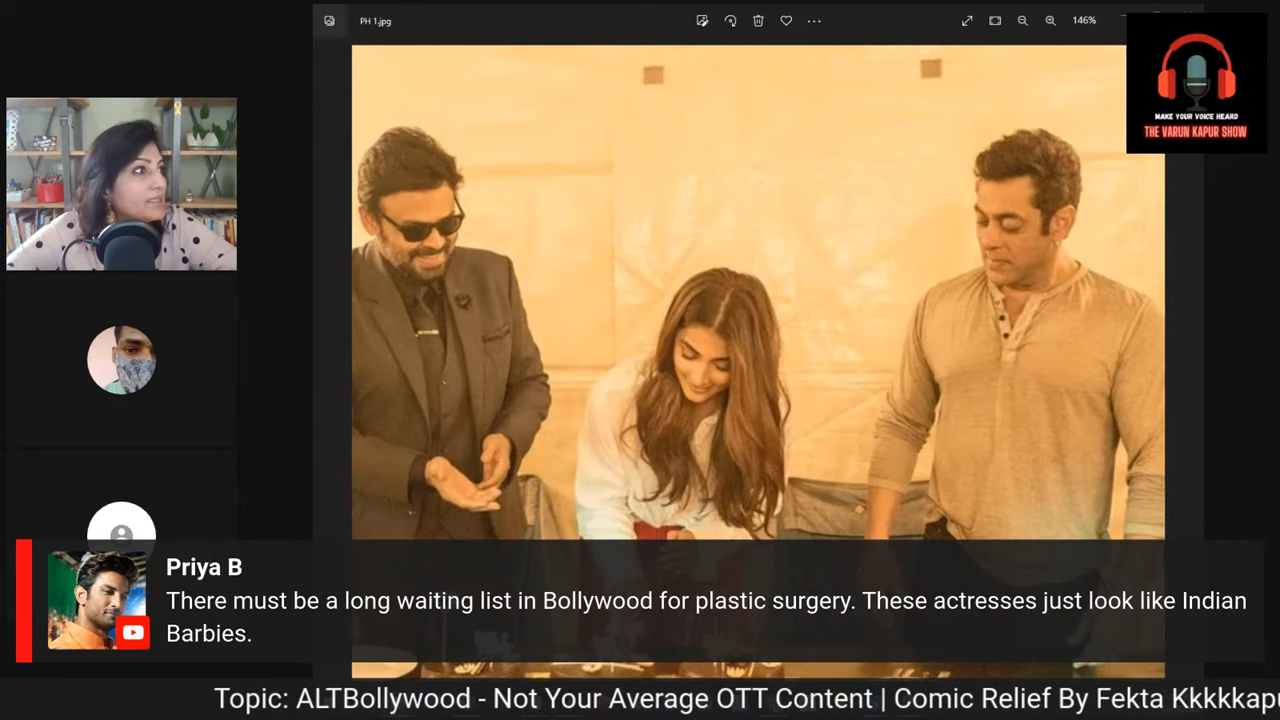 PH 1.jpg
146%
MAKE YOUR VOICE HEARD
THE VARUN KAPUR SHOW
Priya B
There must be a long waiting list in Bollywood for plastic surgery. These actresses just look like Indian
Barbies.
Topic: ALTBollywood - Not Your Average OTT Content | Comic Relief By Fekta Kkkkkap